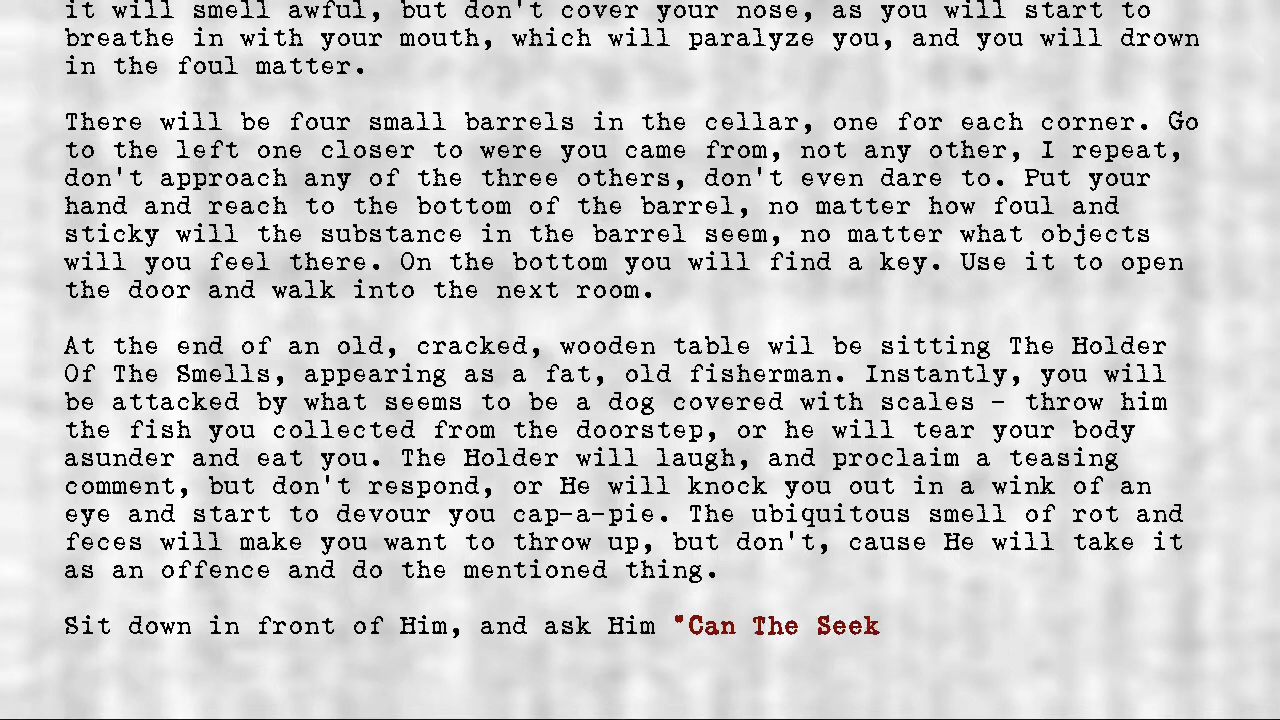 it will smell awful, but don't cover your nose, as you will start to
breathe in with your mouth, which will paralyze you, and you will drown
in the foul matter.
There will be four small barrels in the cellar, one for each corner. Go
to the left one closer to were you came from, not any other, I repeat,
don't approach any of the three others, don't even dare to. Put your
hand and reach to the bottom of the barrel, no matter how foul and
sticky will the substance in the barrel seem, no matter what objects
will you feel there. On the bottom you will find a key. Use it to open
the door and walk into the next room.
At the end of an old, cracked, wooden table wil be sitting The Holder
Of The Smells, appearing as a fat, old fisherman. Instantly, you will
be attacked by what seems to be a dog covered with scales - throw him
the fish you collected from the doorstep, or he will tear your body
asunder and eat you. The Holder will laugh, and proclaim a teasing
comment, but don't respond, or He will knock you out in a wink of an
eye and start to devour you cap-a-pie. The ubiquitous smell of rot and
feces will make you want to throw up, but don't, cause He will take it
as an offence and do the mentioned thing.
Sit down in front of Him, and ask Him "Can The Seek